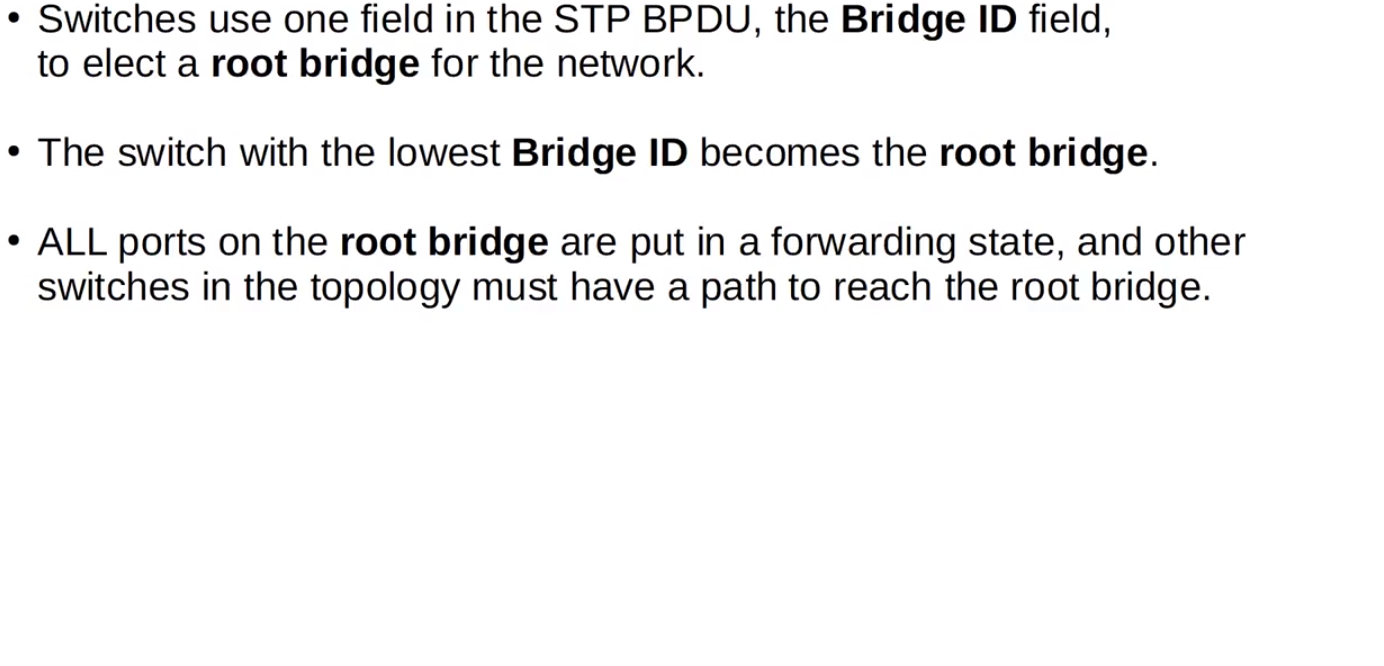 • Switches use one field in the STP BPDU, the Bridge ID field,
to elect a root bridge for the network.
• The switch with the lowest Bridge ID becomes the root bridge.
• ALL ports on the root bridge are put in a forwarding state, and other
switches in the topology must have a path to reach the root bridge.